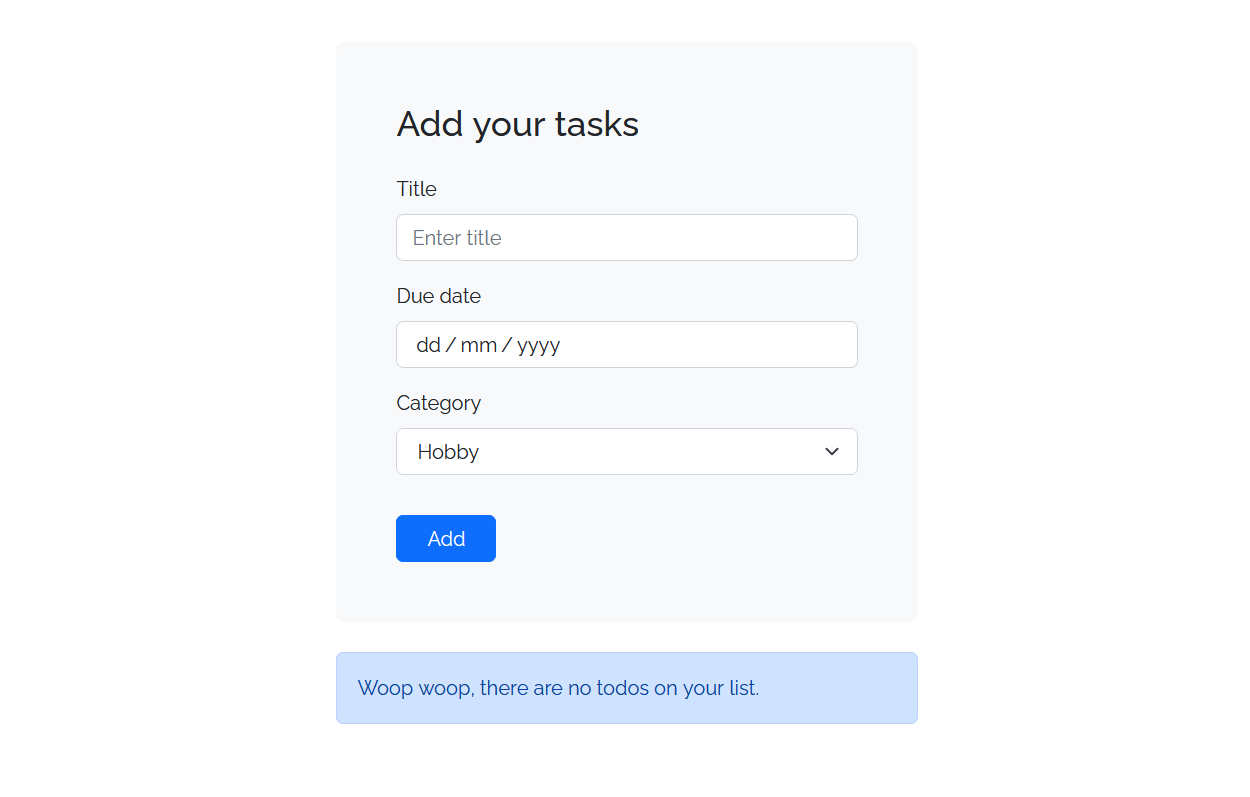 Add your tasks
Title
Enter title
Due date
dd / mm / yyyy
Category
Hobby
Add
Woop woop, there are no todos on your list.